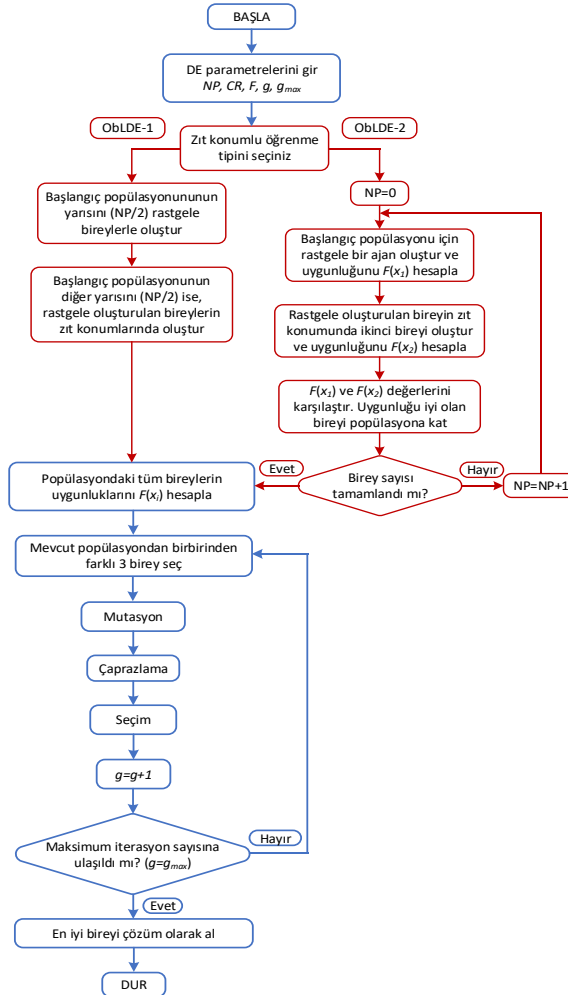 BAŞLA
DE parametrelerini gir
NP, CR, F, g, gmax
ObLDE-1
ObLDE-2
Zıt konumlu öğrenme
tipini seçiniz
Başlangıç popülasyonununun
yarısını (NP/2) rastgele
bireylerle oluştur
Başlangıç popülasyonunun
diğer yarısını (NP/2) ise,
rastgele oluşturulan bireylerin
zıt konumlarında oluştur
NP=0
Başlangıç popülasyonu için
rastgele bir ajan oluştur ve
uygunluğunu F(x1) hesapla
Rastgele oluşturulan bireyin zıt
konumunda ikinci bireyi oluştur
ve uygunluğunu F(x2) hesapla
F(x1) ve F(x2) değerlerini
karşılaştır. Uygunluğu iyi olan
bireyi popülasyona kat
Evet
Hayır
Birey sayısı
tamamlandı mı?
NP=NP+1
Popülasyondaki tüm bireylerin
uygunluklarını F(xi) hesapla
Mevcut popülasyondan birbirinden
farklı 3 birey seç
Mutasyon
Çaprazlama
Seçim
g=g+1
Hayır
Maksimum iterasyon sayısına
ulaşıldı mı? (g=gmax)
Evet
En iyi bireyi çözüm olarak al
DUR